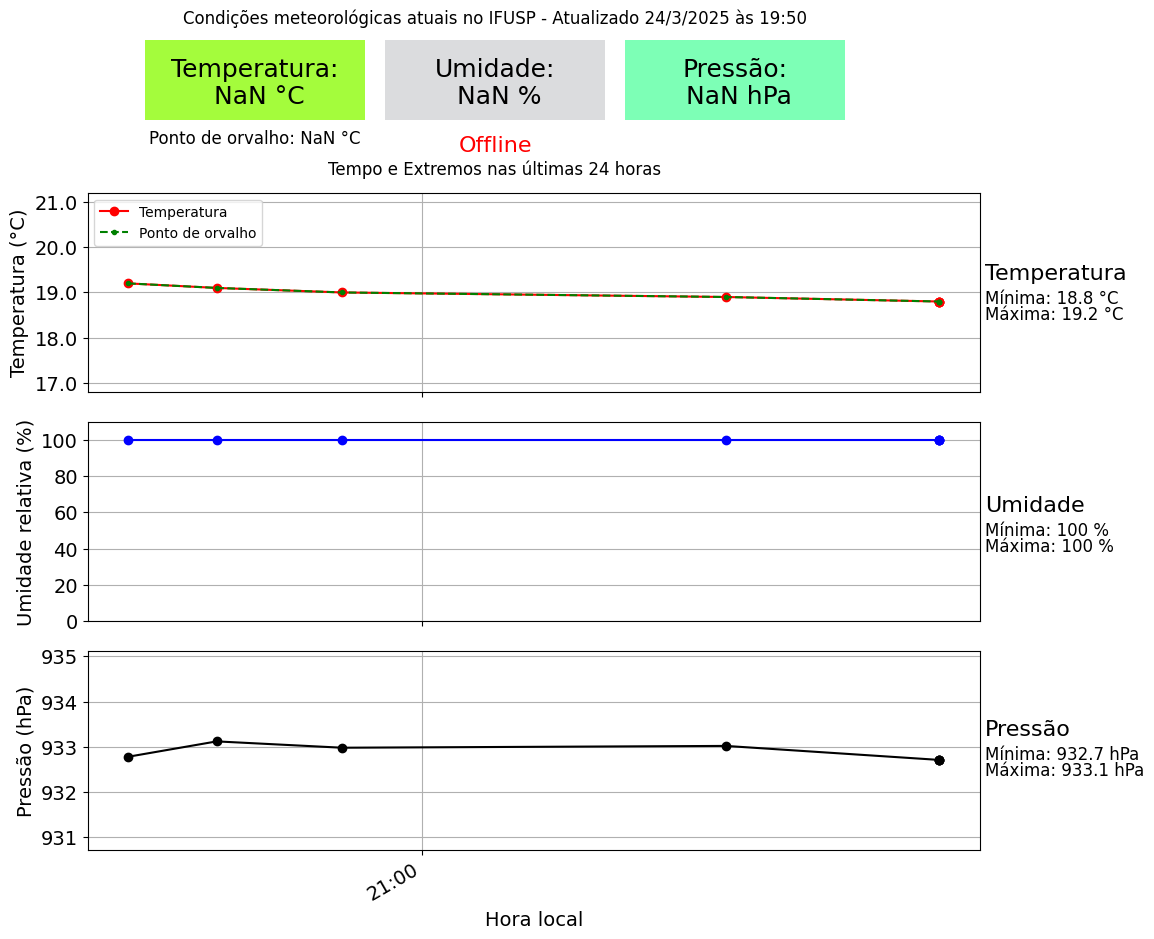 Condições meteorológicas atuais no IFUSP - Atualizado 24/3/2025 às 19:50
Temperatura:
NaN °C
Umidade:
NaN %
Pressão:
NaN hPa
Ponto de orvalho: NaN °C
Offline
Tempo e Extremos nas últimas 24 horas
Temperatura (°C)
21.0
20.0
19.0
18.0
17.0
Temperatura
Ponto de orvalho
Temperatura
Mínima: 18.8 °C
Máxima: 19.2 °C
Umidade relativa (%)
100
80
60
40
20
0
Umidade
Mínima: 100 %
Máxima: 100 %
Pressão (hPa)
935
934
933
932
931
Pressão
Mínima: 932.7 hPa
Máxima: 933.1 hPa
21:00
Hora local